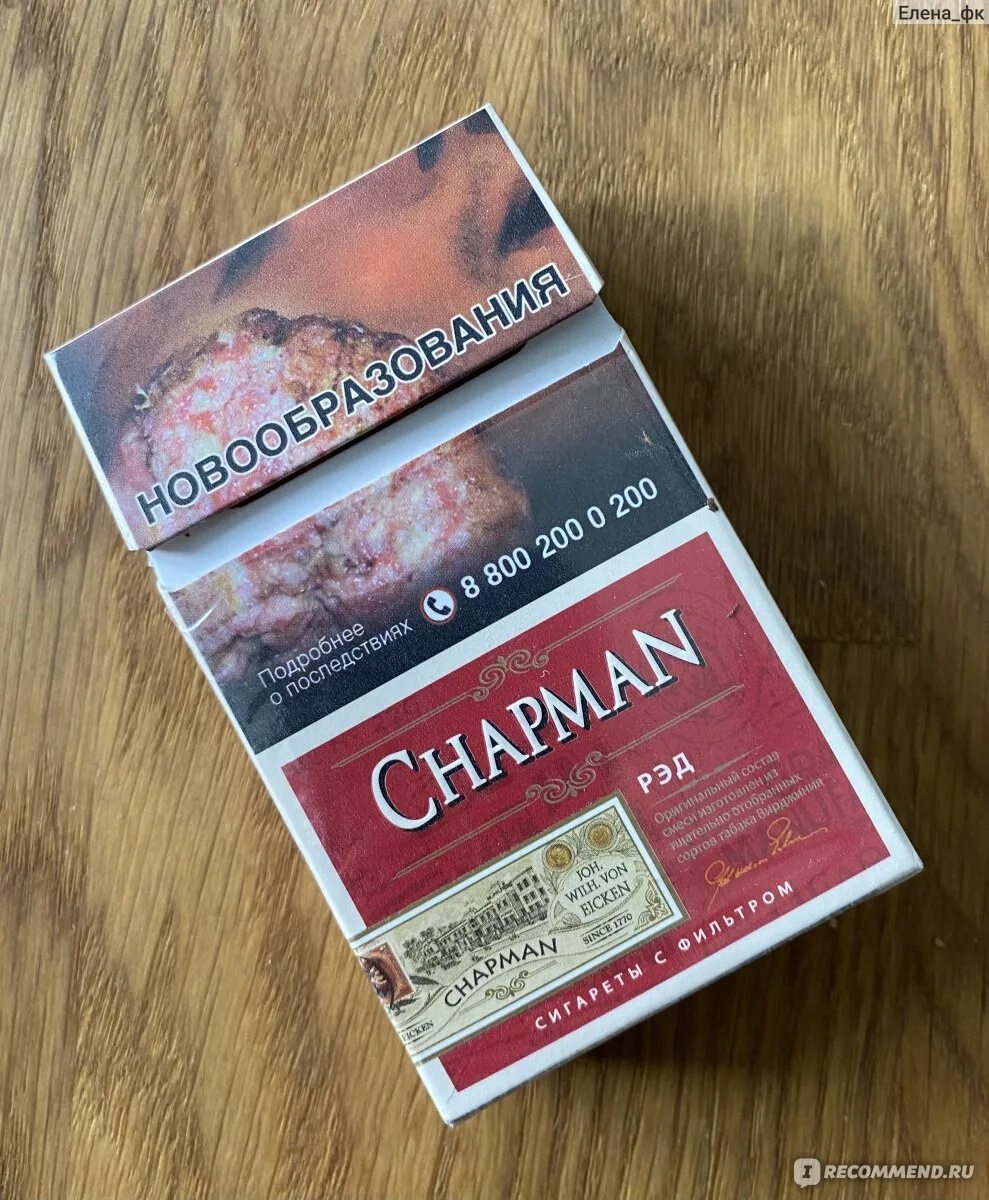 Елена_фк
НОВООБРАЗОВАНИЯ
Подробнее
о последствиях
8 800 200 0 200
CHAPMAN
РЭД
Оригинальный состав
смеси изготовлен из
тщательно отобранных
сортов табака Вирджиния
JOH.
WILH. VON
EICKEN
SINCE 1770
CHAPMAN
EICKEN
СИГАРЕТЫ С ФИЛЬТРОМ
IRECOMMEND.RU